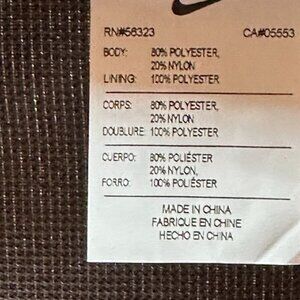 RN#56323 CA#05553
BODY: 80% POLYESTER,
20% NYLON
LINING: 100% POLYESTER
CORPS: 80% POLYESTER,
20% NYLON
DOUBLURE: 100% POLYESTER
CUERPO: 80% POLIÉSTER
20% NYLON,
FORRO: 100% POLIÉSTER
MADE IN CHINA
FABRIQUE EN CHINE
HECHO EN CHINA